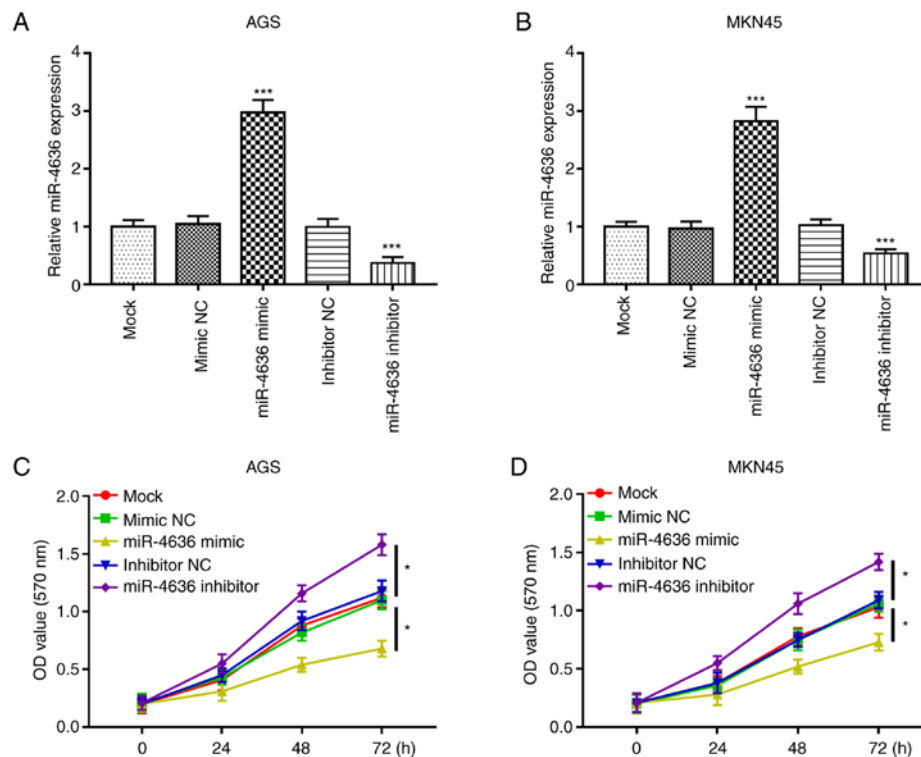 A
AGS
Relative miR-4636 expression
4
3
2
1
0
***
***
Mock
Mimic NC
miR-4636 mimic
Inhibitor NC
miR-4636 inhibitor
B
MKN45
Relative miR-4636 expression
4
3
2
1
0
***
***
Mock
Mimic NC
miR-4636 mimic
Inhibitor NC
miR-4636 inhibitor
C
AGS
OD value (570 nm)
2.0
1.5
1.0
0.5
0.0
Mock
Mimic NC
miR-4636 mimic
Inhibitor NC
miR-4636 inhibitor
*
*
0 24 48 72 (h)
D
MKN45
OD value (570 nm)
2.0
1.5
1.0
0.5
0.0
Mock
Mimic NC
miR-4636 mimic
Inhibitor NC
miR-4636 inhibitor
*
*
0 24 48 72 (h)